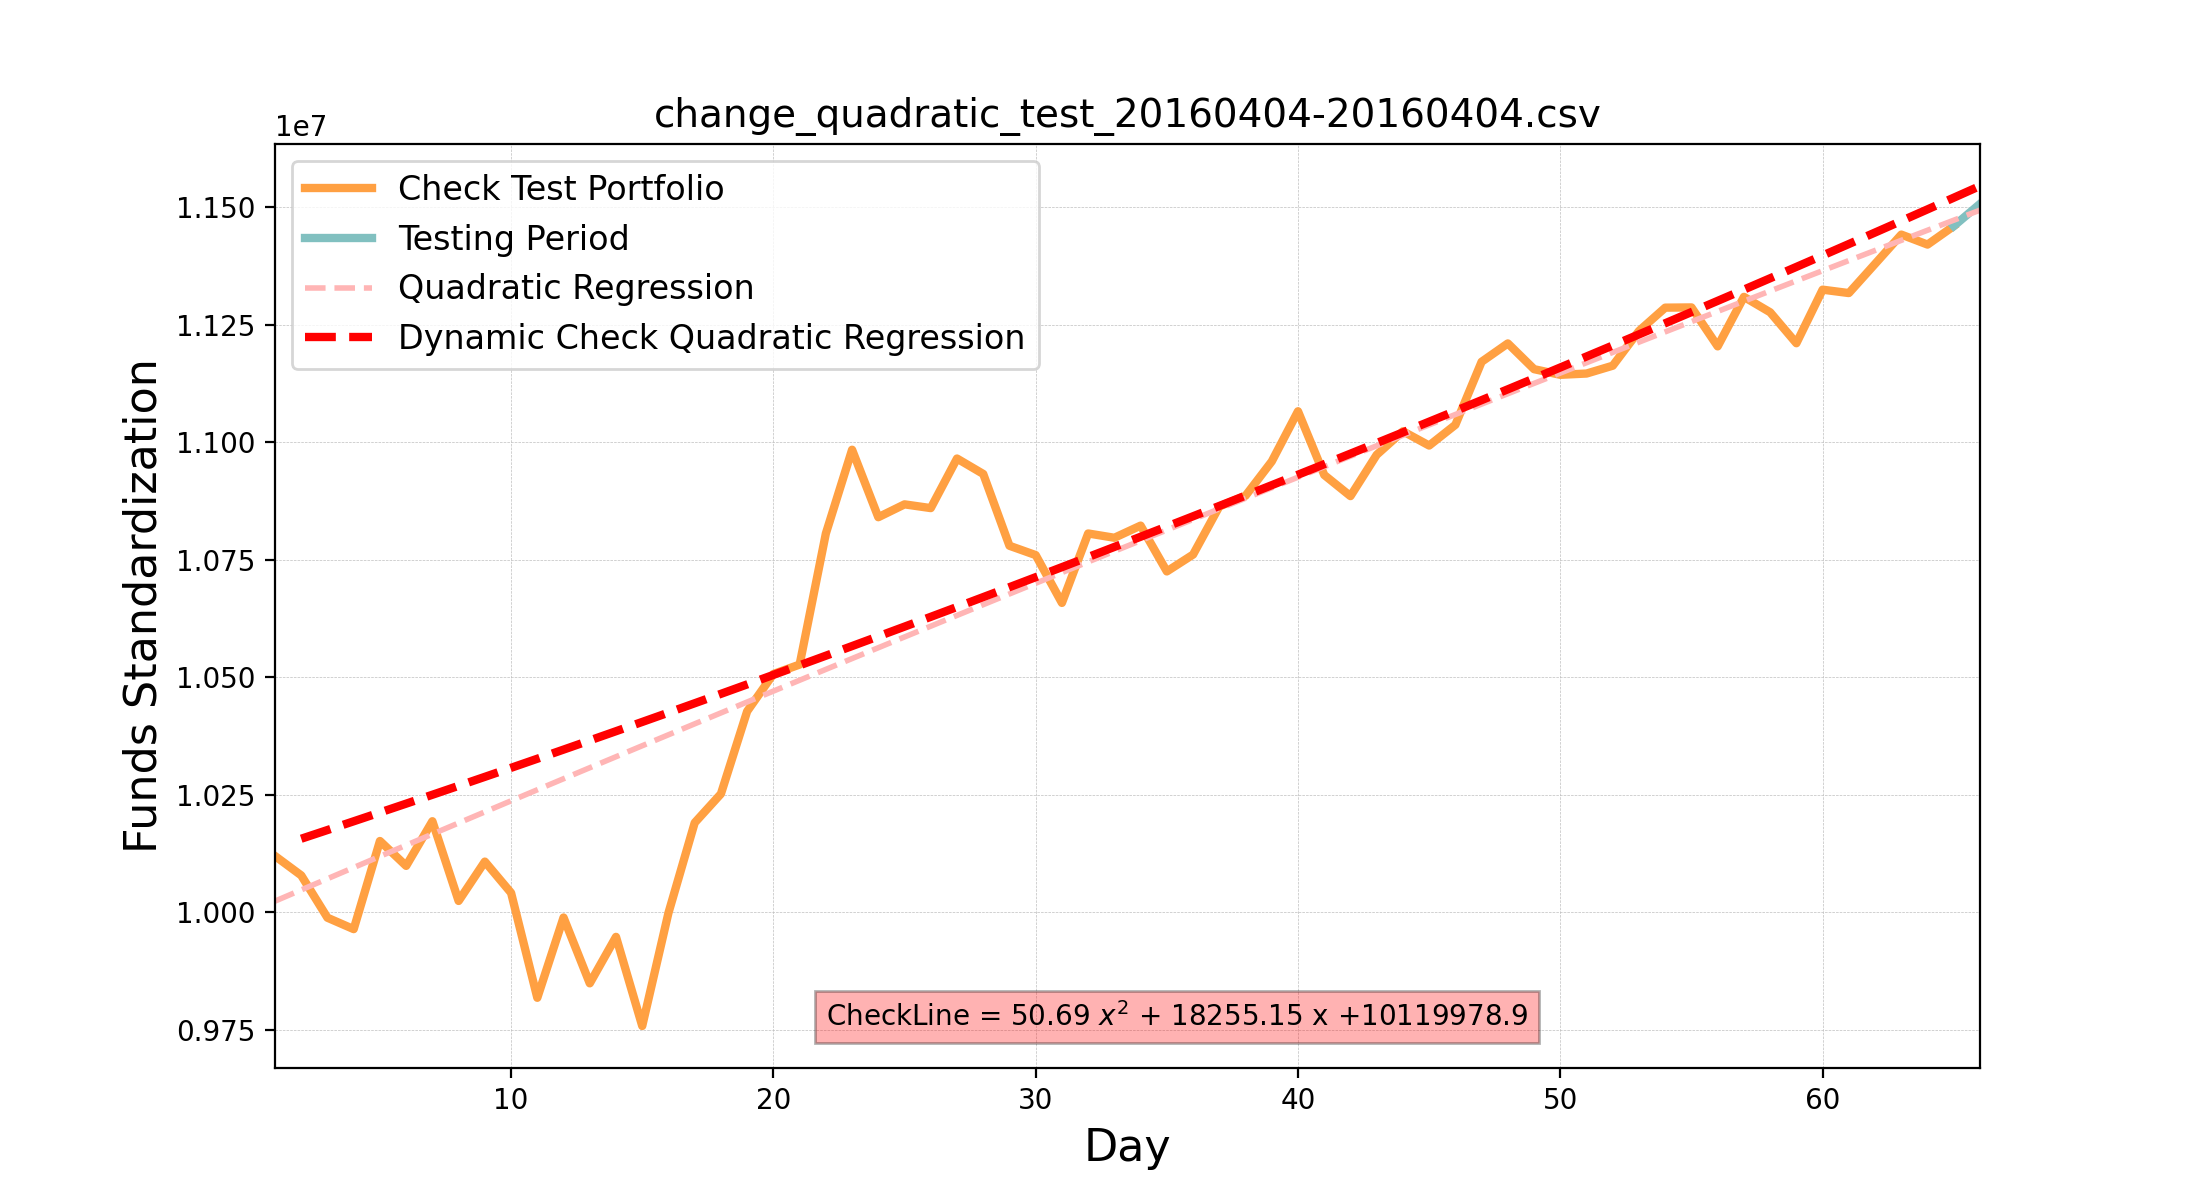 change_quadratic_test_20160404-20160404.csv
1e7
Check Test Portfolio
Testing Period
Quadratic Regression
Dynamic Check Quadratic Regression
1.150
1.125
1.100
1.075
1.050
1.025
1.000
0.975
Funds Standardization
CheckLine = 50.69 x² + 18255.15 x +10119978.9
10 20 30 40 50 60
Day